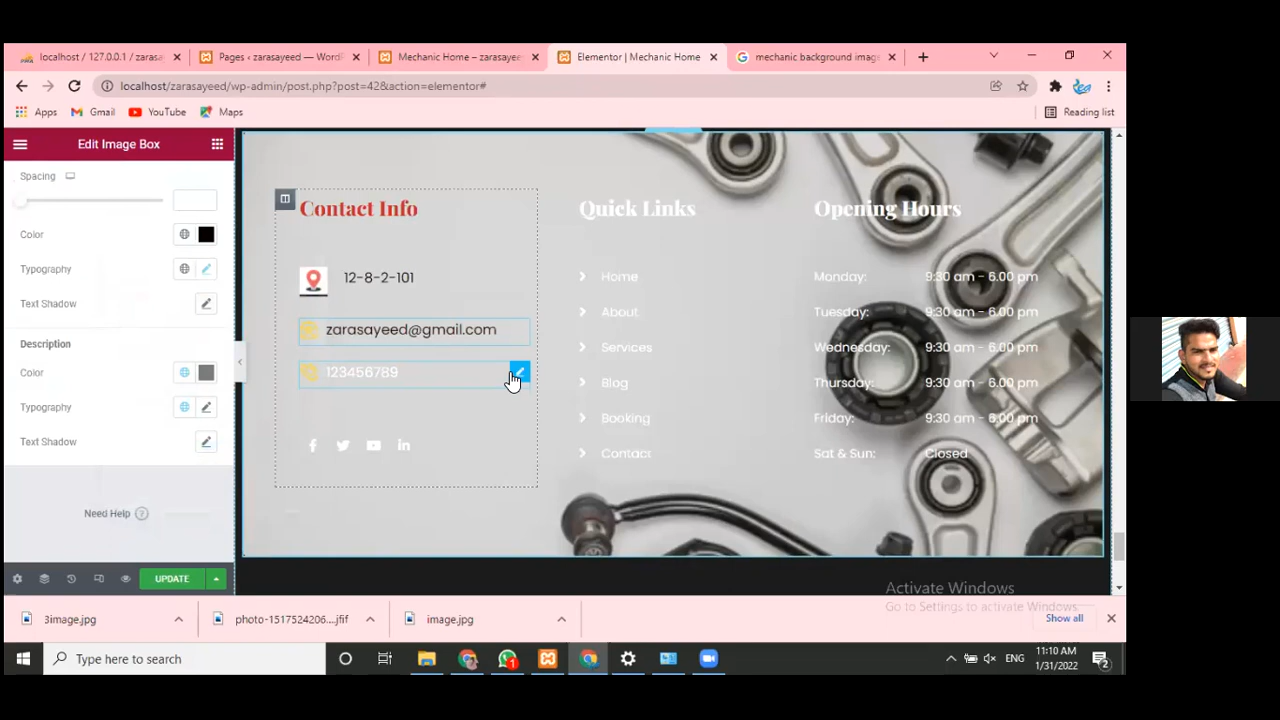 localhost / 127.0.0.1 / zarasa
Pages ‹ zarasayeed — WordP
Mechanic Home – zarasayee
Elementor | Mechanic Home
mechanic background image
localhost/zarasayeed/wp-admin/post.php?post=42&action=elementor#
Apps
Gmail
YouTube
Maps
Reading list
Edit Image Box
Spacing
Color
Typography
Text Shadow
Description
Color
Typography
Text Shadow
Need Help
UPDATE
Contact Info
12-8-2-101
zarasayeed@gmail.com
123456789
Quick Links
Home
About
Services
Blog
Booking
Contact
Opening Hours
Monday: 9:30 am - 6.00 pm
Tuesday: 9:30 am - 6.00 pm
Wednesday: 9:30 am - 6.00 pm
Thursday: 9:30 am - 6.00 pm
Friday: 9:30 am - 6.00 pm
Sat & Sun: Closed
Activate Windows
Go to Settings to activate Windows.
3image.jpg
photo-1517524206....jfif
image.jpg
Show all
Type here to search
1
ENG
11:10 AM
1/31/2022
2